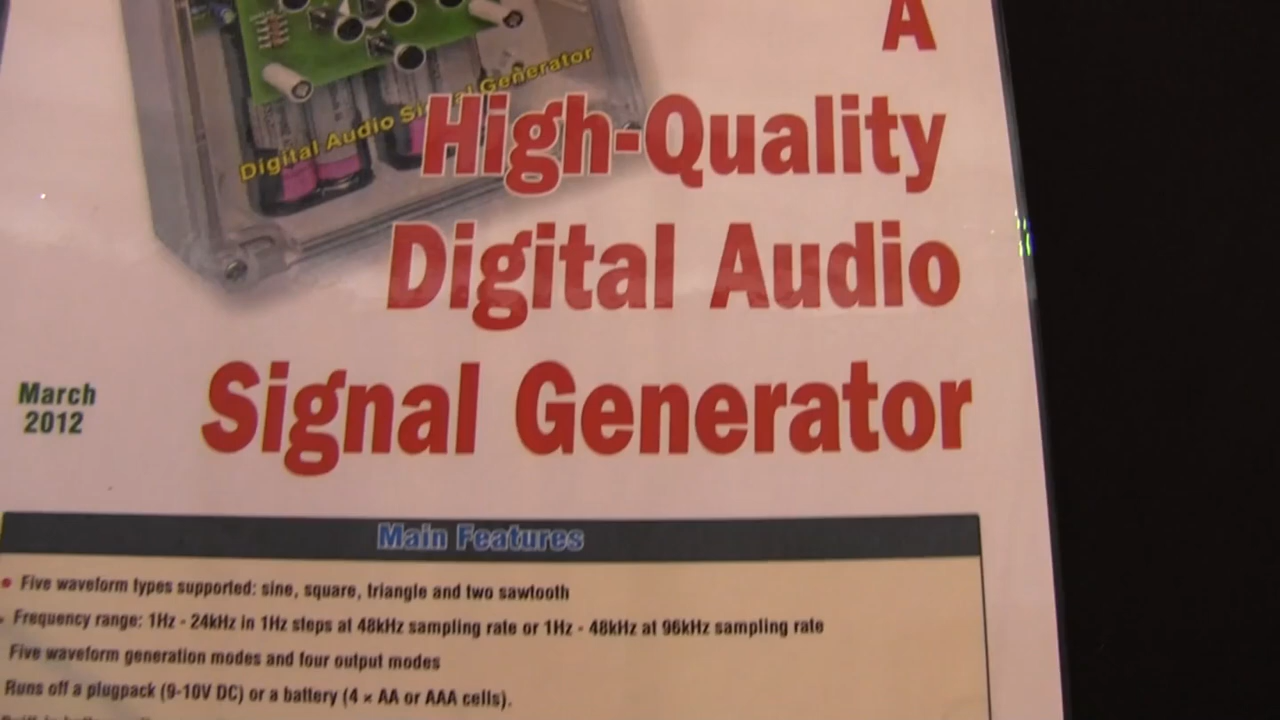 A
Digital Audio Signal Generator
High-Quality
Digital Audio
Signal Generator
March
2012
Main Features
• Five waveform types supported: sine, square, triangle and two sawtooth
• Frequency range: 1Hz - 24kHz in 1Hz steps at 48kHz sampling rate or 1Hz - 48kHz at 96kHz sampling rate
Five waveform generation modes and four output modes
Runs off a plugpack (9-10V DC) or a battery (4 × AA or AAA cells).